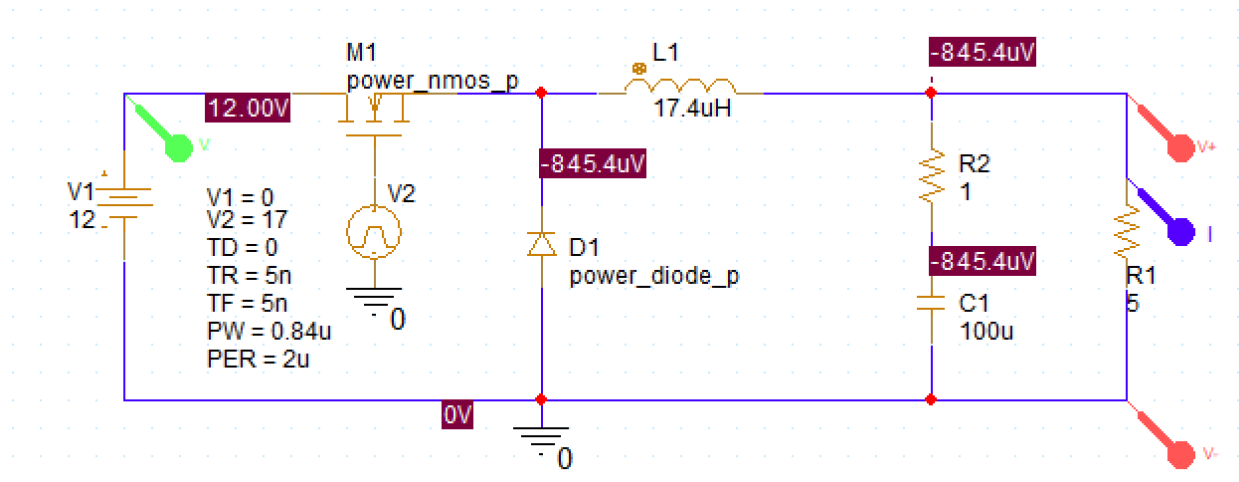 M1
power_nmos_p
L1
17.4uH
-845.4uV
12.00V
V
V+
V1
12
V1 = 0
V2 = 17
TD = 0
TR = 5n
TF = 5n
PW = 0.84u
PER = 2u
V2
0
-845.4uV
D1
power_diode_p
R2
1
-845.4uV
C1
100u
I
R1
5
0V
0
V-